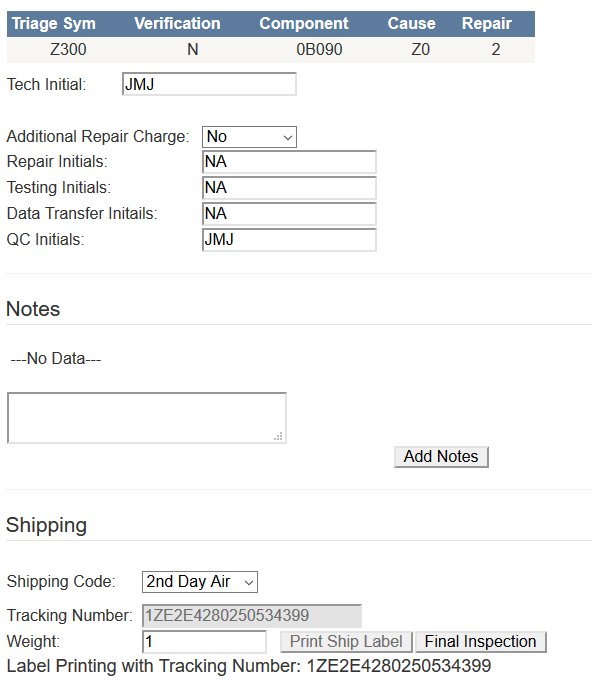 Triage Sym Verification Component Cause Repair
Z300 N 0B090 Z0 2
Tech Initial: JMJ
Additional Repair Charge: No
Repair Initials: NA
Testing Initials: NA
Data Transfer Initails: NA
QC Initials: JMJ
Notes
---No Data---
Add Notes
Shipping
Shipping Code: 2nd Day Air
Tracking Number: 1ZE2E4280250534399
Weight: 1 Print Ship Label Final Inspection
Label Printing with Tracking Number: 1ZE2E4280250534399